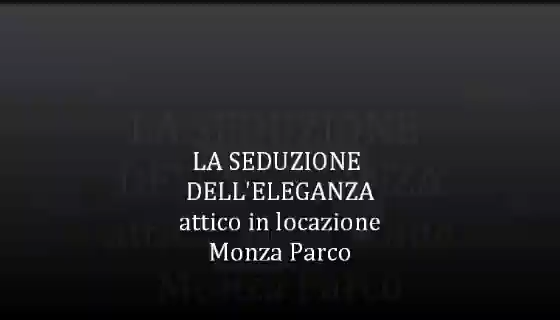 LA SEDUZIONE
DELL'ELEGANZA
attico in locazione
Monza Parco